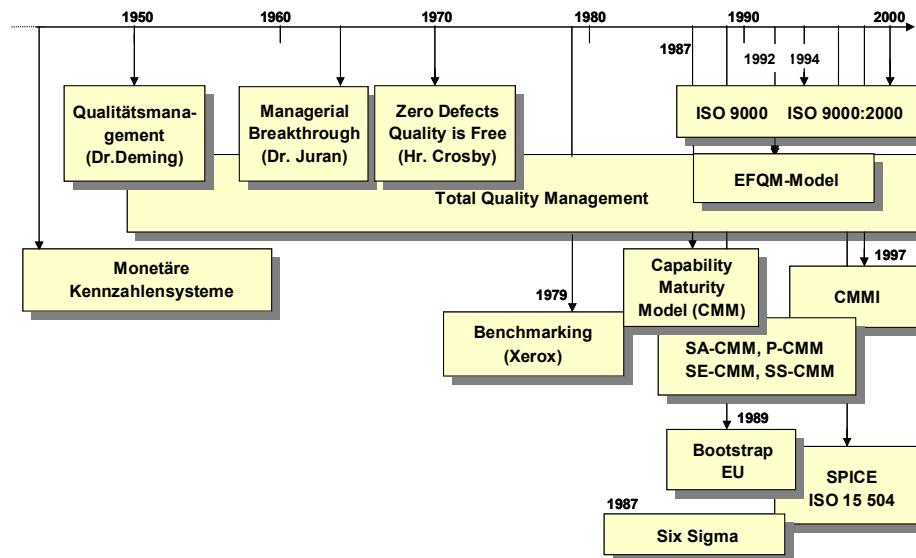 1950
1960
1970
1980
1990
2000
1987
1992
1994
Qualitätsmana-
gement
(Dr.Deming)
Managerial
Breakthrough
(Dr. Juran)
Zero Defects
Quality is Free
(Hr. Crosby)
ISO 9000
ISO 9000:2000
EFQM-Model
Total Quality Management
Monetäre
Kennzahlensysteme
1979
Benchmarking
(Xerox)
Capability
Maturity
Model (CMM)
1997
CMMI
SA-CMM, P-CMM
SE-CMM, SS-CMM
1989
Bootstrap
EU
SPICE
ISO 15 504
1987
Six Sigma